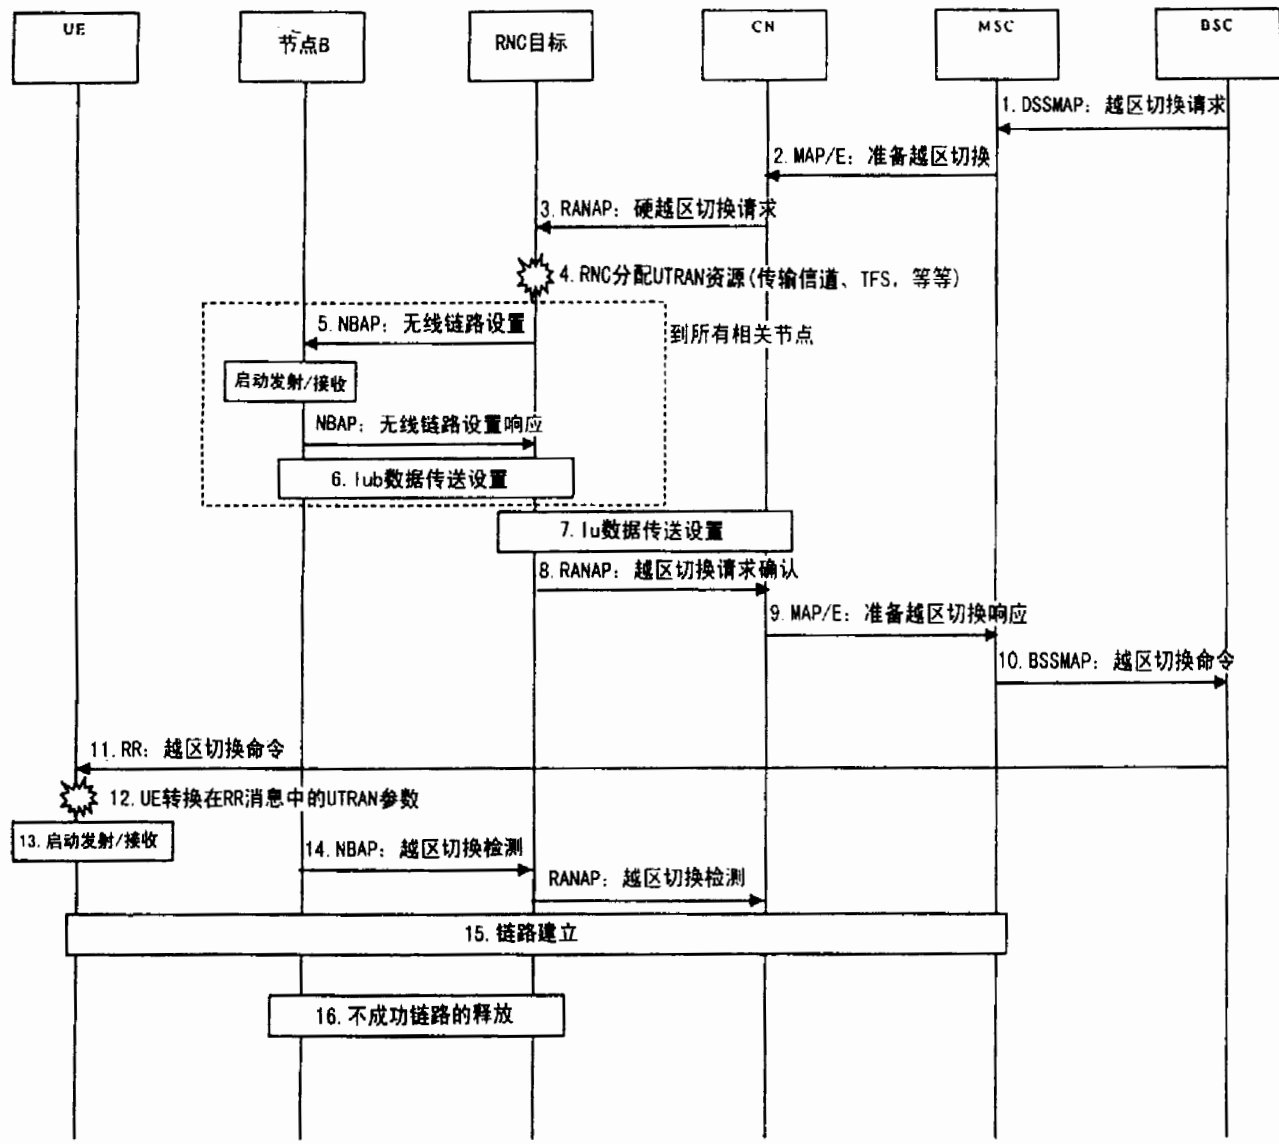 UE
节点B
RNC目标
CN
MSC
BSC
1.DSSMAP: 越区切换请求
2.MAP/E: 准备越区切换
3.RANAP: 硬越区切换请求
4.RNC分配UTRAN资源(传输信道、TFS, 等等)
5.NBAP: 无线链路设置
到所有相关节点
启动发射/接收
NBAP: 无线链路设置响应
6.Iub数据传送设置
7.Iu数据传送设置
8.RANAP: 越区切换请求确认
9.MAP/E: 准备越区切换响应
10.BSSMAP: 越区切换命令
11.RR: 越区切换命令
12.UE转换在RR消息中的UTRAN参数
13.启动发射/接收
14.NBAP: 越区切换检测
RANAP: 越区切换检测
15.链路建立
16.不成功链路的释放